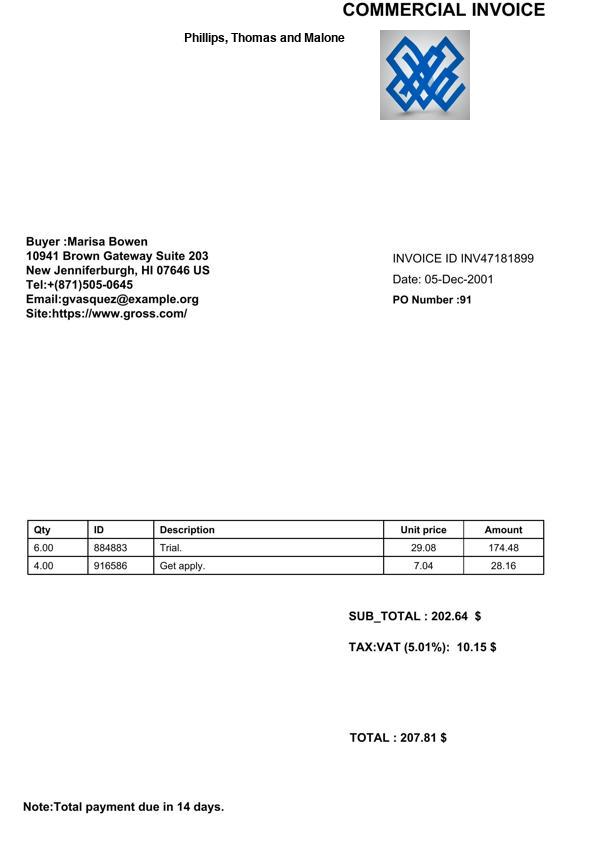 COMMERCIAL INVOICE
Phillips, Thomas and Malone
Buyer :Marisa Bowen
10941 Brown Gateway Suite 203
New Jenniferburgh, HI 07646 US
Tel:+(871)505-0645
Email:gvasquez@example.org
Site:https://www.gross.com/
INVOICE ID INV47181899
Date: 05-Dec-2001
PO Number :91
Qty ID Description Unit price Amount
6.00 884883 Trial. 29.08 174.48
4.00 916586 Get apply. 7.04 28.16
SUB_TOTAL : 202.64 $
TAX:VAT (5.01%): 10.15 $
TOTAL : 207.81 $
Note:Total payment due in 14 days.